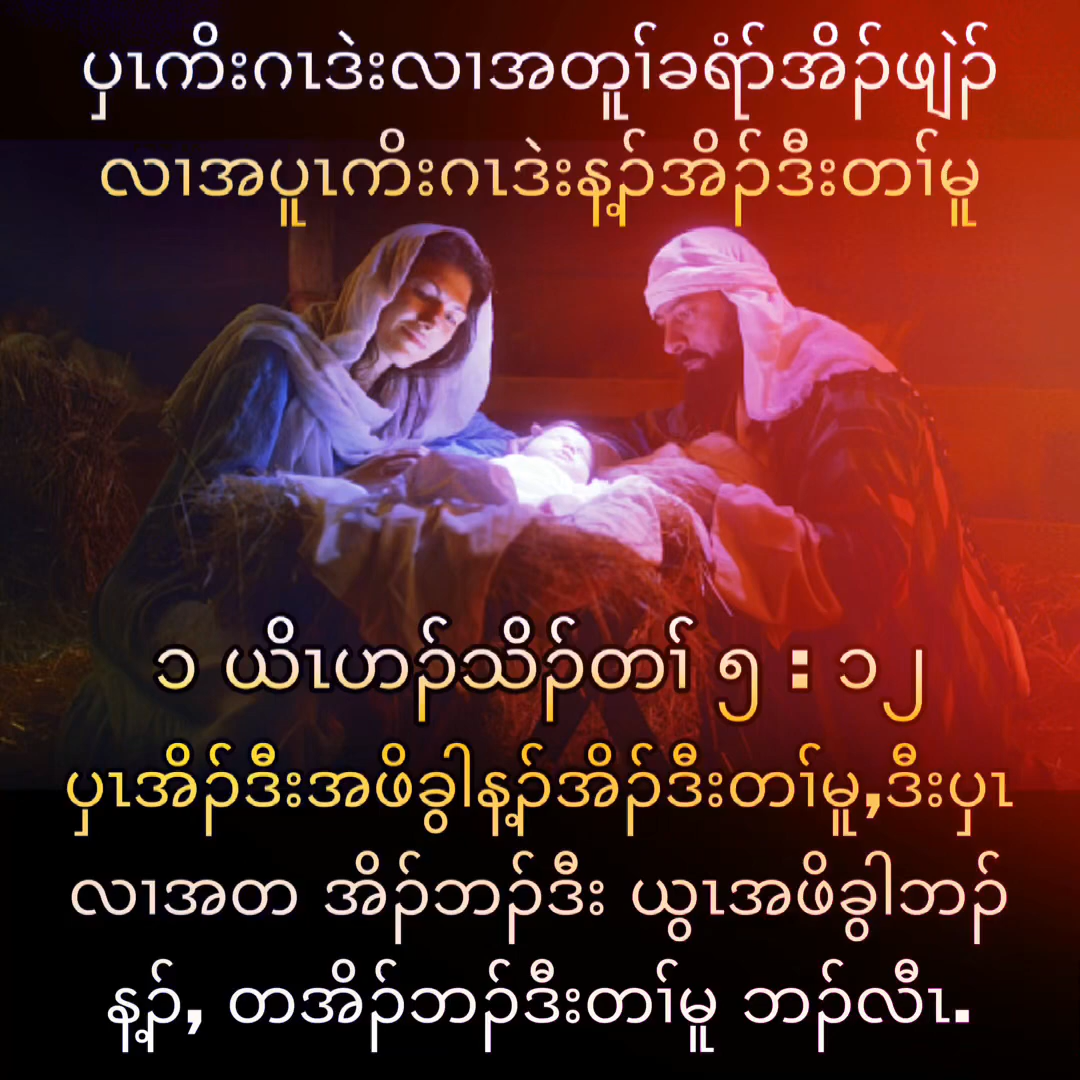 ပှၤကိးဂၤဒဲးလၢအတူၢ်ခရံာ်အိၣ်ဖျဲၣ်
လၢအပူၤကိးဂၤဒဲးန့ၣ်အိၣ်ဒီးတၢ်မူ
၁ ယိၤဟၣ်သိၣ်တၢ် ၅ : ၁၂
ပှၤအိၣ်ဒီးအဖိခွါန့ၣ်အိၣ်ဒီးတၢ်မူ,ဒီးပှၤ
လၢအတ အိၣ်ဘၣ်ဒီး ယွၤအဖိခွါဘၣ်
န့ၣ်, တအိၣ်ဘၣ်ဒီးတၢ်မူ ဘၣ်လီၤ.